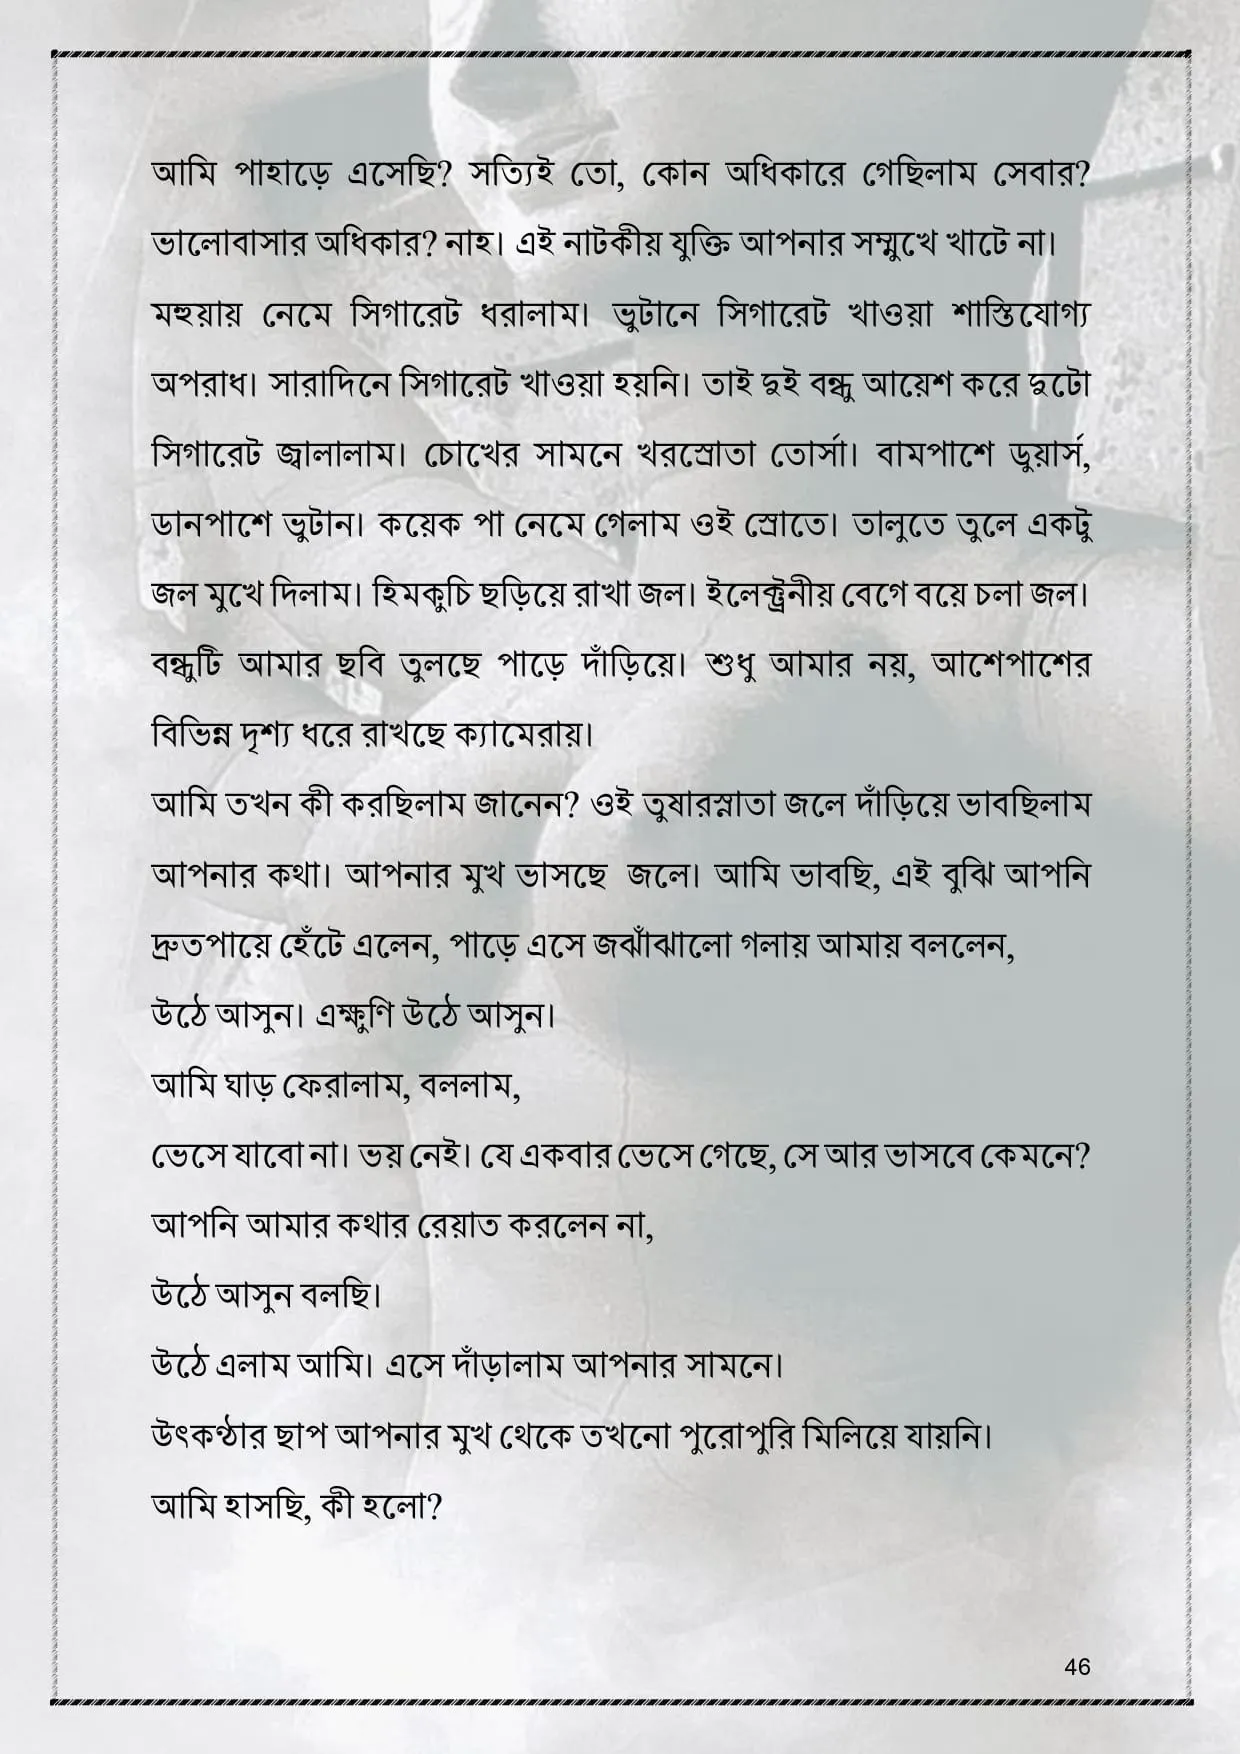 আমি পাহাড়ে এসেছি? সত্যিই তো, কোন অধিকারে গেছিলাম সেবার?
ভালোবাসার অধিকার? নাহ। এই নাটকীয় যুক্তি আপনার সম্মুখে খাটে না।
মহুয়ায় নেমে সিগারেট ধরালাম। ভুটানে সিগারেট খাওয়া শাস্তিযোগ্য
অপরাধ। সারাদিনে সিগারেট খাওয়া হয়নি। তাই দুই বন্ধু আয়েশ করে দুটো
সিগারেট জ্বালালাম। চোখের সামনে খরস্রোতা তোর্সা। বামপাশে ডুয়ার্স,
ডানপাশে ভুটান। কয়েক পা নেমে গেলাম ওই স্রোতে। তালুতে তুলে একটু
জল মুখে দিলাম। হিমকুচি ছড়িয়ে রাখা জল। ইলেক্ট্রনীয় বেগে বয়ে চলা জল।
বন্ধুটি আমার ছবি তুলছে পাড়ে দাঁড়িয়ে। শুধু আমার নয়, আশেপাশের
বিভিন্ন দৃশ্য ধরে রাখছে ক্যামেরায়।
আমি তখন কী করছিলাম জানেন? ওই তুষারস্নাতা জলে দাঁড়িয়ে ভাবছিলাম
আপনার কথা। আপনার মুখ ভাসছে জলে। আমি ভাবছি, এই বুঝি আপনি
দ্রুতপায়ে হেঁটে এলেন, পাড়ে এসে জঝাঁঝালো গলায় আমায় বললেন,
উঠে আসুন। এক্ষুণি উঠে আসুন।
আমি ঘাড় ফেরালাম, বললাম,
ভেসে যাবো না। ভয় নেই। যে একবার ভেসে গেছে, সে আর ভাসবে কেমনে?
আপনি আমার কথার রেয়াত করলেন না,
উঠে আসুন বলছি।
উঠে এলাম আমি। এসে দাঁড়ালাম আপনার সামনে।
উৎকণ্ঠার ছাপ আপনার মুখ থেকে তখনো পুরোপুরি মিলিয়ে যায়নি।
আমি হাসছি, কী হলো?
46